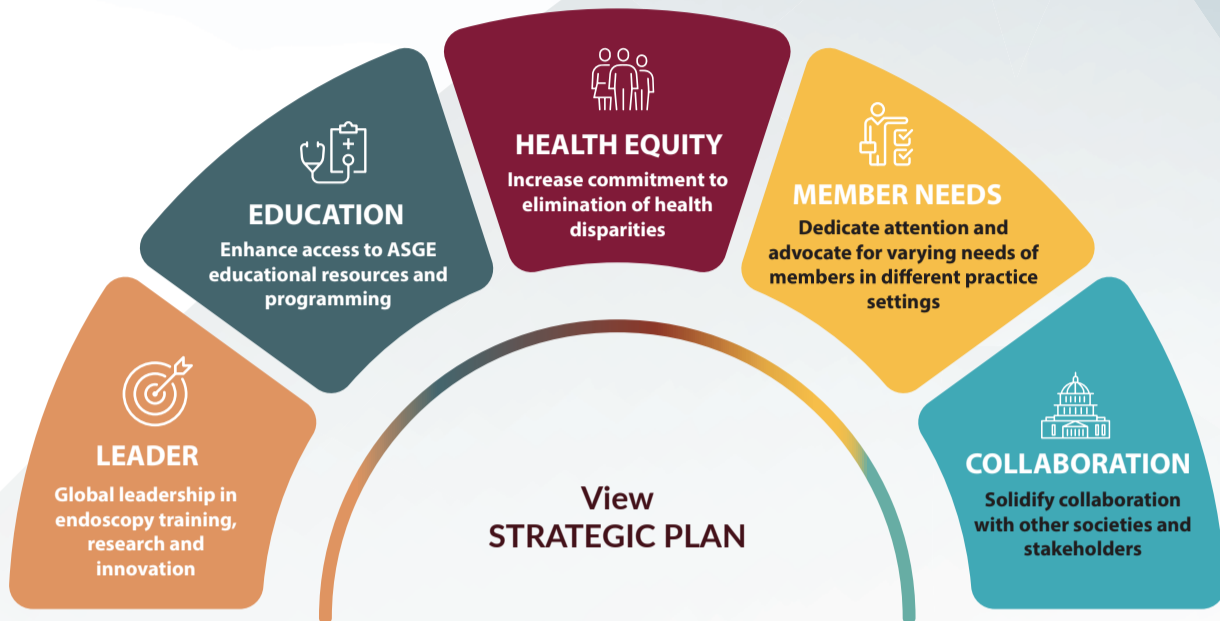 LEADER
Global leadership in
endoscopy training,
research and
innovation
EDUCATION
Enhance access to ASGE
educational resources and
programming
HEALTH EQUITY
Increase commitment to
elimination of health
disparities
MEMBER NEEDS
Dedicate attention and
advocate for varying needs of
members in different practice
settings
COLLABORATION
Solidify collaboration
with other societies and
stakeholders
View
STRATEGIC PLAN